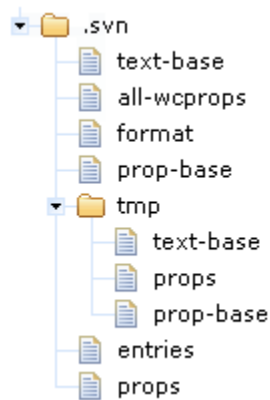 .svn
text-base
all-wcprops
format
prop-base
tmp
text-base
props
prop-base
entries
props